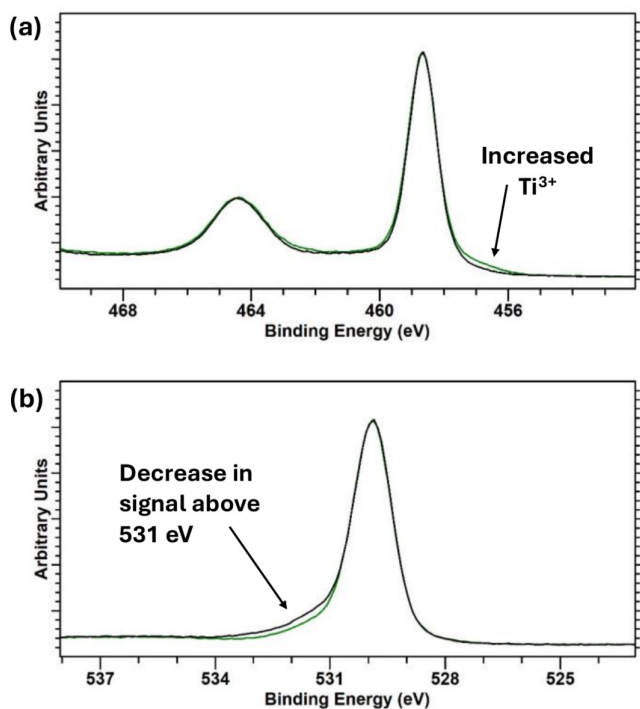 (a)
Arbitrary Units
Increased
Ti³⁺
468 464 460 456
Binding Energy (eV)
(b)
Arbitrary Units
Decrease in
signal above
531 eV
537 534 531 528 525
Binding Energy (eV)